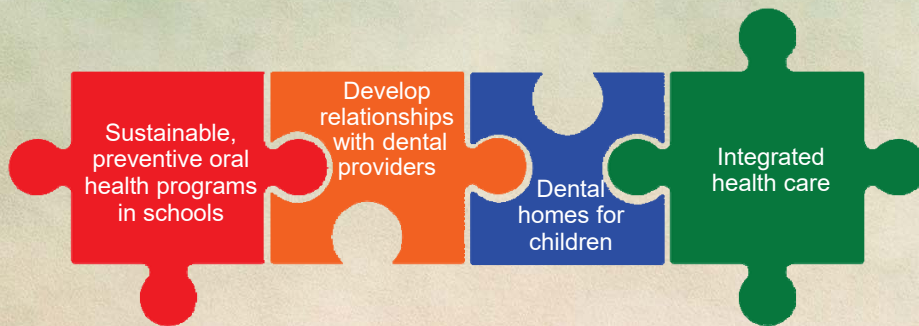 Sustainable,
preventive oral
health programs
in schools
Develop
relationships
with dental
providers
Dental
homes for
children
Integrated
health care